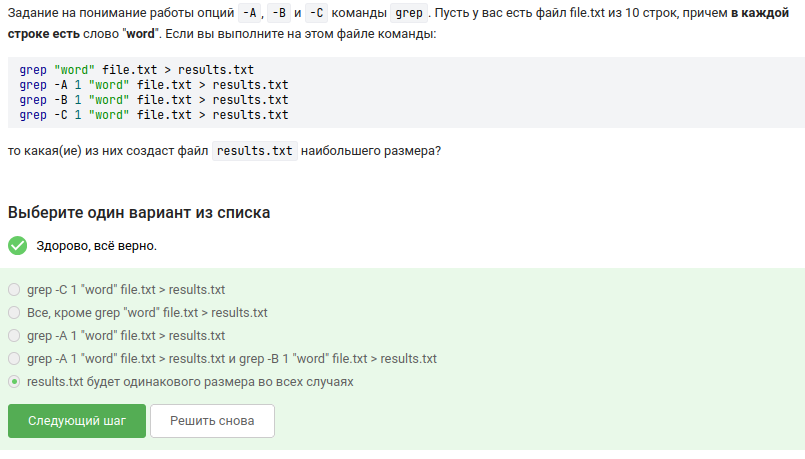 Задание на понимание работы опций -A , -B и -C команды grep . Пусть у вас есть файл file.txt из 10 строк, причем в каждой
строке есть слово "word". Если вы выполните на этом файле команды:
grep "word" file.txt > results.txt
grep -A 1 "word" file.txt > results.txt
grep -B 1 "word" file.txt > results.txt
grep -C 1 "word" file.txt > results.txt
то какая(ие) из них создаст файл results.txt наибольшего размера?
Выберите один вариант из списка
Здорово, всё верно.
grep -C 1 "word" file.txt > results.txt
Все, кроме grep "word" file.txt > results.txt
grep -A 1 "word" file.txt > results.txt
grep -A 1 "word" file.txt > results.txt и grep -B 1 "word" file.txt > results.txt
results.txt будет одинакового размера во всех случаях
Следующий шаг Решить снова